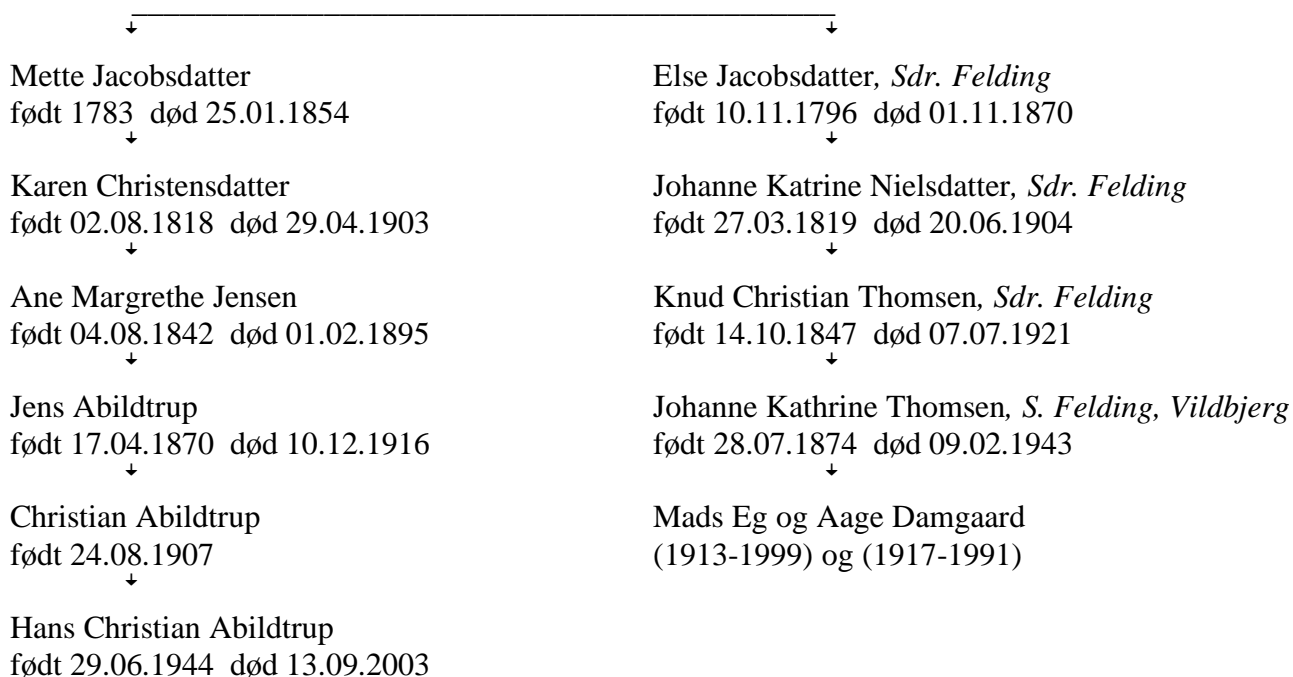 Mette Jacobsdatter
født 1783 død 25.01.1854
Karen Christensdatter
født 02.08.1818 død 29.04.1903
Ane Margrethe Jensen
født 04.08.1842 død 01.02.1895
Jens Abildtrup
født 17.04.1870 død 10.12.1916
Christian Abildtrup
født 24.08.1907
Hans Christian Abildtrup
født 29.06.1944 død 13.09.2003
Else Jacobsdatter, Sdr. Felding
født 10.11.1796 død 01.11.1870
Johanne Katrine Nielsdatter, Sdr. Felding
født 27.03.1819 død 20.06.1904
Knud Christian Thomsen, Sdr. Felding
født 14.10.1847 død 07.07.1921
Johanne Kathrine Thomsen, S. Felding, Vildbjerg
født 28.07.1874 død 09.02.1943
Mads Eg og Aage Damgaard
(1913-1999) og (1917-1991)